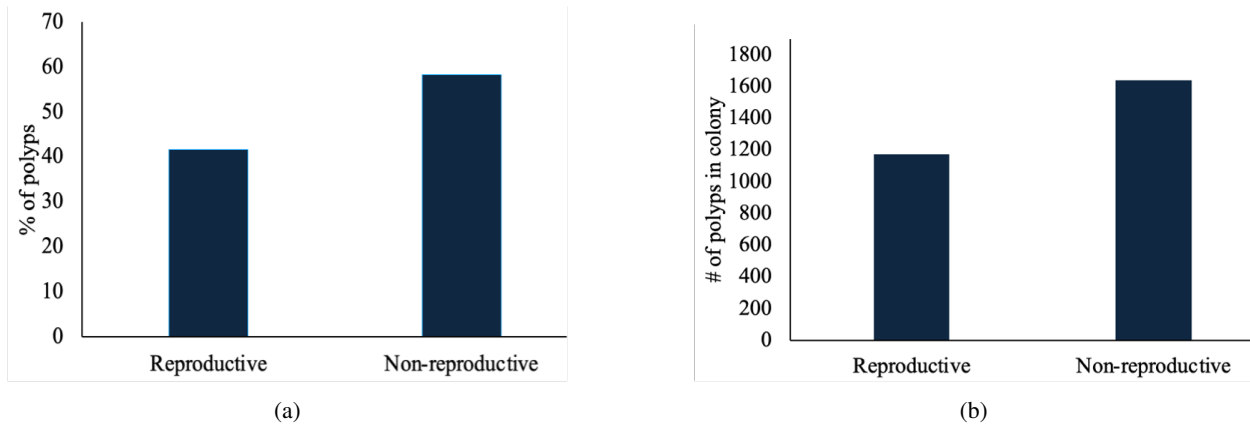 % of polyps
70
60
50
40
30
20
10
0
Reproductive
Non-reproductive
(a)
# of polyps in colony
1800
1600
1400
1200
1000
800
600
400
200
0
Reproductive
Non-reproductive
(b)